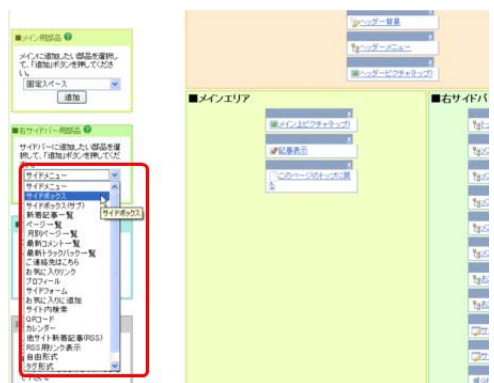 ■メイン用部品
メインに追加したい部品を選択し
て、「追加」ボタンを押してくださ
い。
固定スペース
追加
■右サイドバー用部品
サイドバーに追加したい部品を選
択して、「追加」ボタンを押してくだ
サイドメニュー
サイドメニュー
サイドボックス
サイドボックス(サブ)
サイドボックス
新着記事一覧
ページ一覧
月別ページ一覧
最新コメント一覧
最新トラックバック一覧
ご連絡先はこちら
お気に入りリンク
プロフィール
サイドフォーム
お気に入りに追加
サイト内検索
QRコード
カレンダー
他サイト新着記事(RSS)
RSS用リンク表示
自由形式
タグ形式
ヘッダー背景
ヘッダーメニュー
ヘッダーピクチャ(トップ)
■メインエリア
メイン上ピクチャ(トップ)
記事表示
このページのトップに戻
る
■右サイドバ